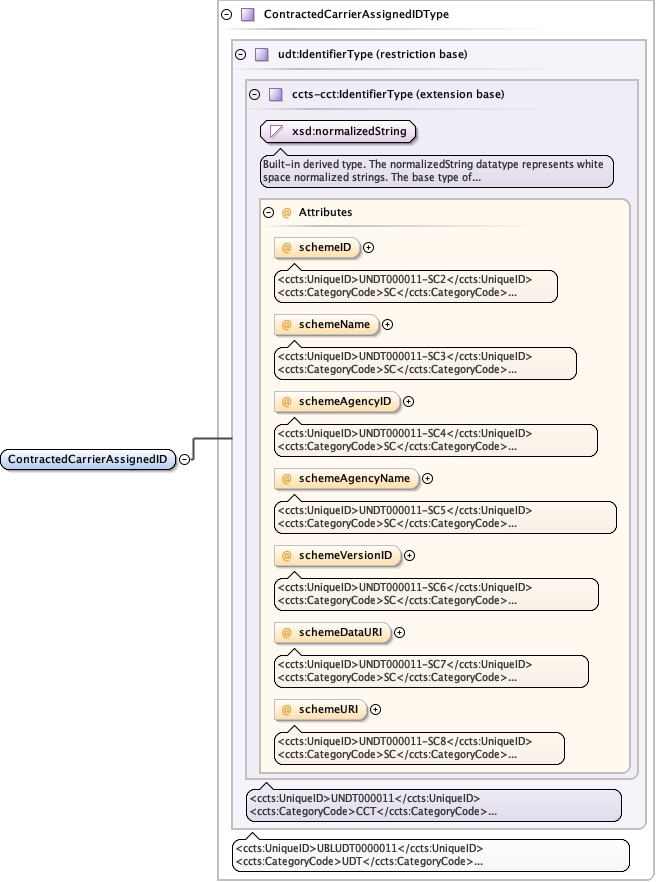 ContractedCarrierAssignedIDType
udt:IdentifierType (restriction base)
ccts-cct:IdentifierType (extension base)
xsd:normalizedString
Built-in derived type. The normalizedString datatype represents white
space normalized strings. The base type of...
@ Attributes
@ schemeID
<ccts:UniqueID>UNDT000011-SC2</ccts:UniqueID>
<ccts:CategoryCode>SC</ccts:CategoryCode>...
@ schemeName
<ccts:UniqueID>UNDT000011-SC3</ccts:UniqueID>
<ccts:CategoryCode>SC</ccts:CategoryCode>...
@ schemeAgencyID
<ccts:UniqueID>UNDT000011-SC4</ccts:UniqueID>
<ccts:CategoryCode>SC</ccts:CategoryCode>...
ContractedCarrierAssignedID
@ schemeAgencyName
<ccts:UniqueID>UNDT000011-SC5</ccts:UniqueID>
<ccts:CategoryCode>SC</ccts:CategoryCode>...
@ schemeVersionID
<ccts:UniqueID>UNDT000011-SC6</ccts:UniqueID>
<ccts:CategoryCode>SC</ccts:CategoryCode>...
@ schemeDataURI
<ccts:UniqueID>UNDT000011-SC7</ccts:UniqueID>
<ccts:CategoryCode>SC</ccts:CategoryCode>...
@ schemeURI
<ccts:UniqueID>UNDT000011-SC8</ccts:UniqueID>
<ccts:CategoryCode>SC</ccts:CategoryCode>...
<ccts:UniqueID>UNDT000011</ccts:UniqueID>
<ccts:CategoryCode>CCT</ccts:CategoryCode>...
<ccts:UniqueID>UBLUDT0000011</ccts:UniqueID>
<ccts:CategoryCode>UDT</ccts:CategoryCode>...